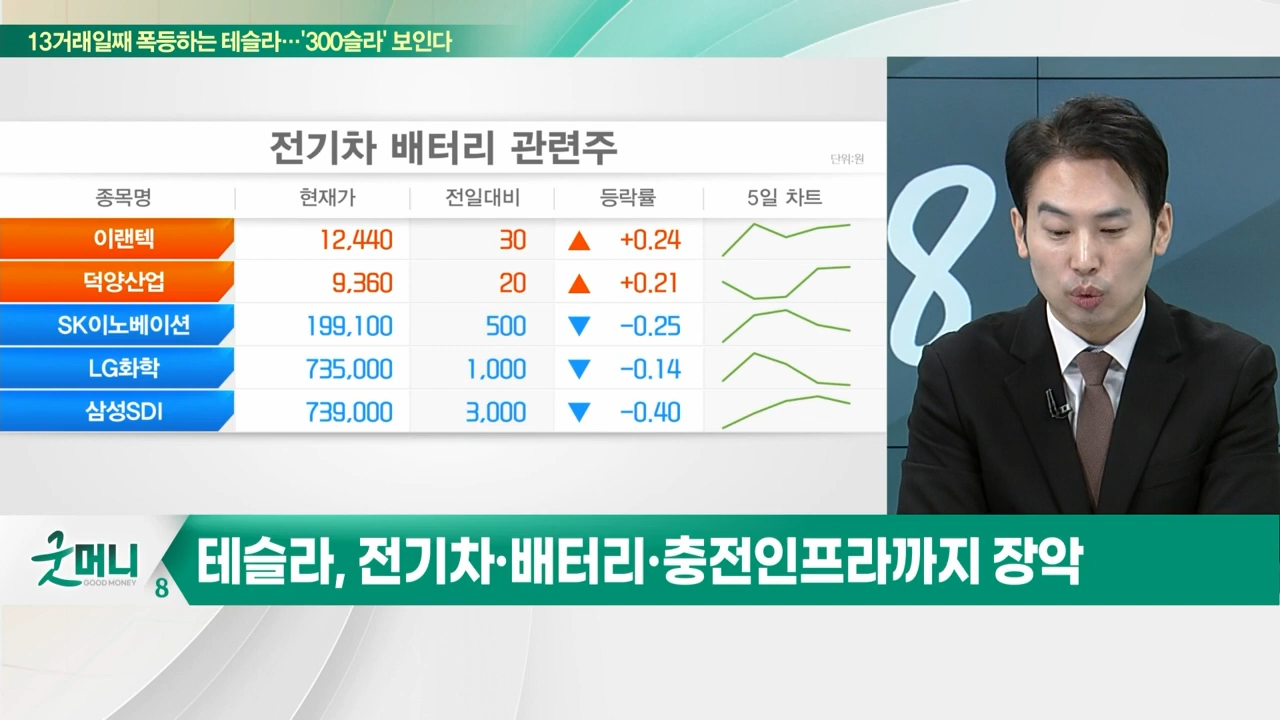 13거래일째 폭등하는 테슬라…'300슬라' 보인다
전기차 배터리 관련주
단위:원
종목명 현재가 전일대비 등락률 5일 차트
이랜텍 12,440 30 ▲ +0.24
덕양산업 9,360 20 ▲ +0.21
SK이노베이션 199,100 500 ▼ -0.25
LG화학 735,000 1,000 ▼ -0.14
삼성SDI 739,000 3,000 ▼ -0.40
8
굿머니
GOOD MONEY
8
테슬라, 전기차·배터리·충전인프라까지 장악